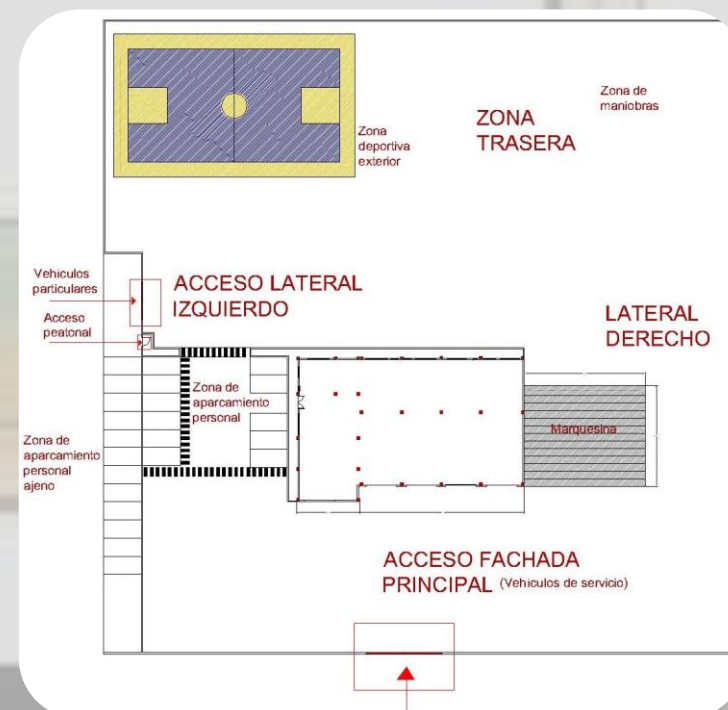 Zona de
maniobras
ZONA
TRASERA
Zona
deportiva
exterior
Vehiculos
particulares
ACCESO LATERAL
IZQUIERDO
Acceso
peatonal
LATERAL
DERECHO
Zona de
aparcamiento
personal
Marquesina
Zona de
aparcamiento
personal
ajeno
ACCESO FACHADA
PRINCIPAL (Vehiculos de servicio)